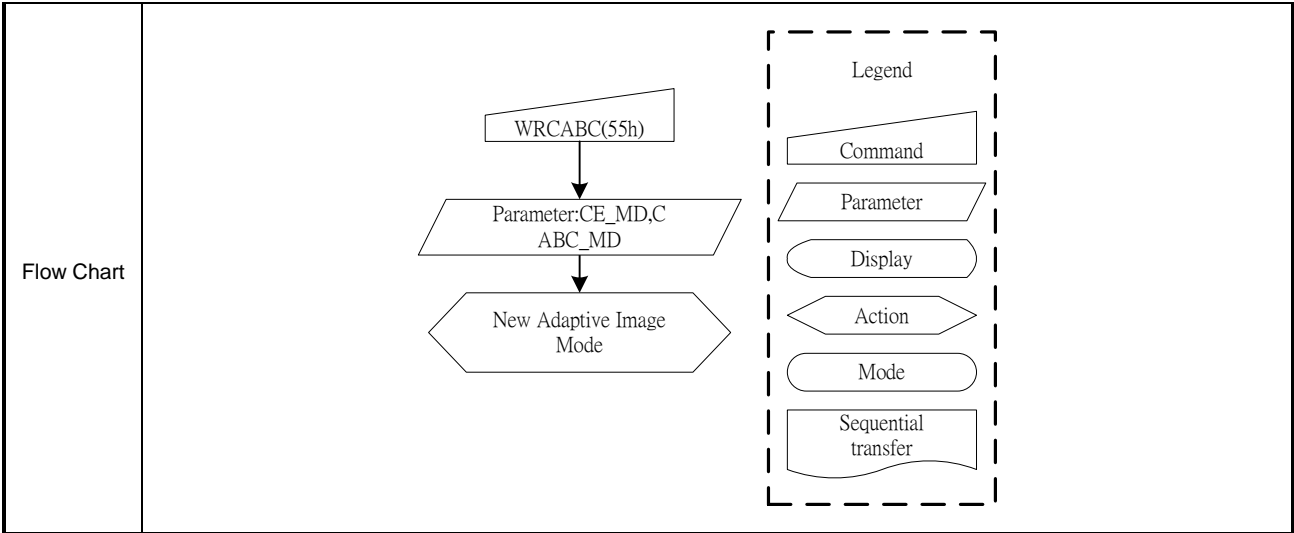 Flow Chart
WRCABC(55h)
Parameter:CE_MD,C
ABC_MD
New Adaptive Image
Mode
Legend
Command
Parameter
Display
Action
Mode
Sequential
transfer